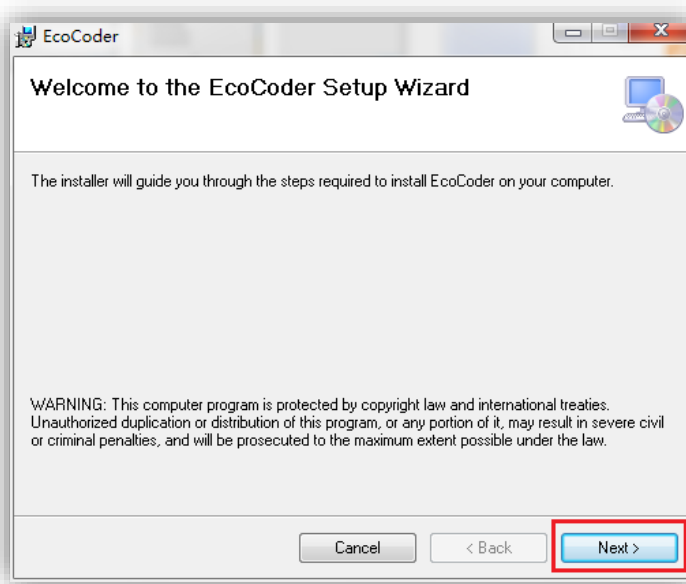 EcoCoder
Welcome to the EcoCoder Setup Wizard
The installer will guide you through the steps required to install EcoCoder on your computer.
WARNING: This computer program is protected by copyright law and international treaties.
Unauthorized duplication or distribution of this program, or any portion of it, may result in severe civil
or criminal penalties, and will be prosecuted to the maximum extent possible under the law.
Cancel
< Back
Next >